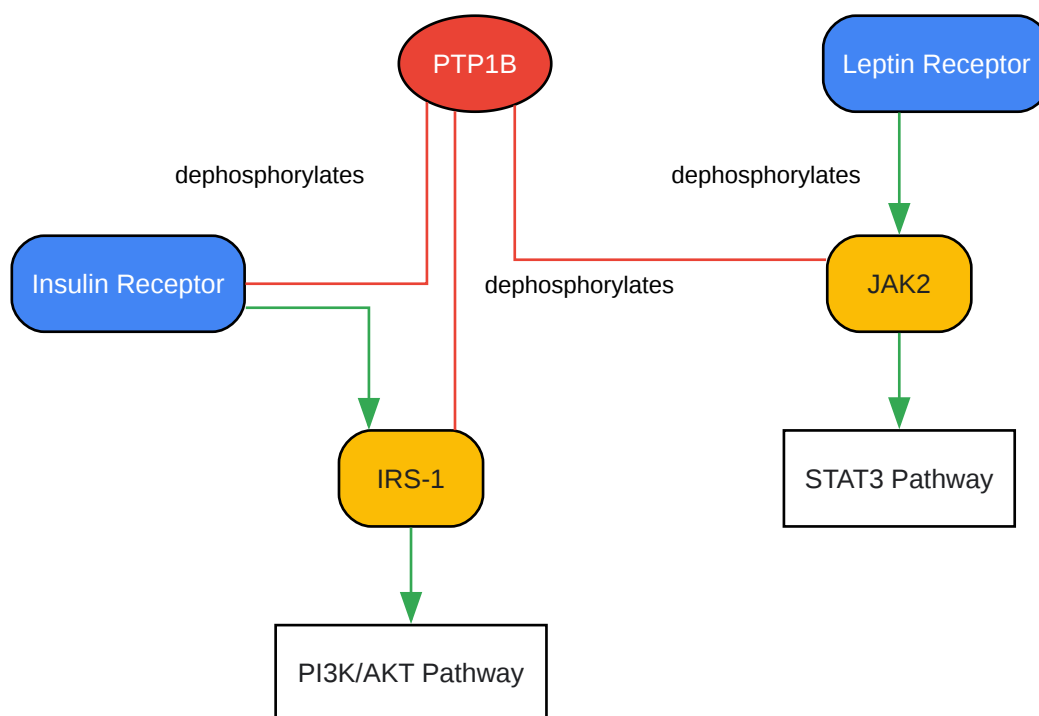 PTP1B
Leptin Receptor
dephosphorylates
dephosphorylates
Insulin Receptor
dephosphorylates
JAK2
IRS-1
STAT3 Pathway
PI3K/AKT Pathway